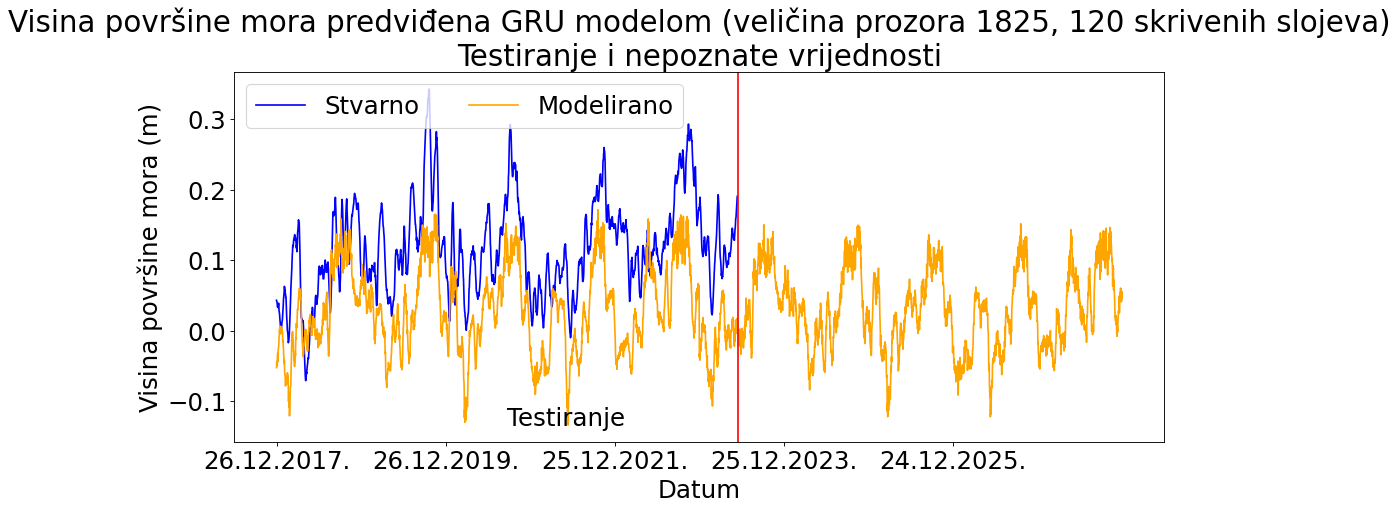 Visina površine mora predviđena GRU modelom (veličina prozora 1825, 120 skrivenih slojeva)
Testiranje i nepoznate vrijednosti
Stvarno Modelirano
Visina površine mora (m)
0.3
0.2
0.1
0.0
−0.1
Testiranje
26.12.2017. 26.12.2019. 25.12.2021. 25.12.2023. 24.12.2025.
Datum